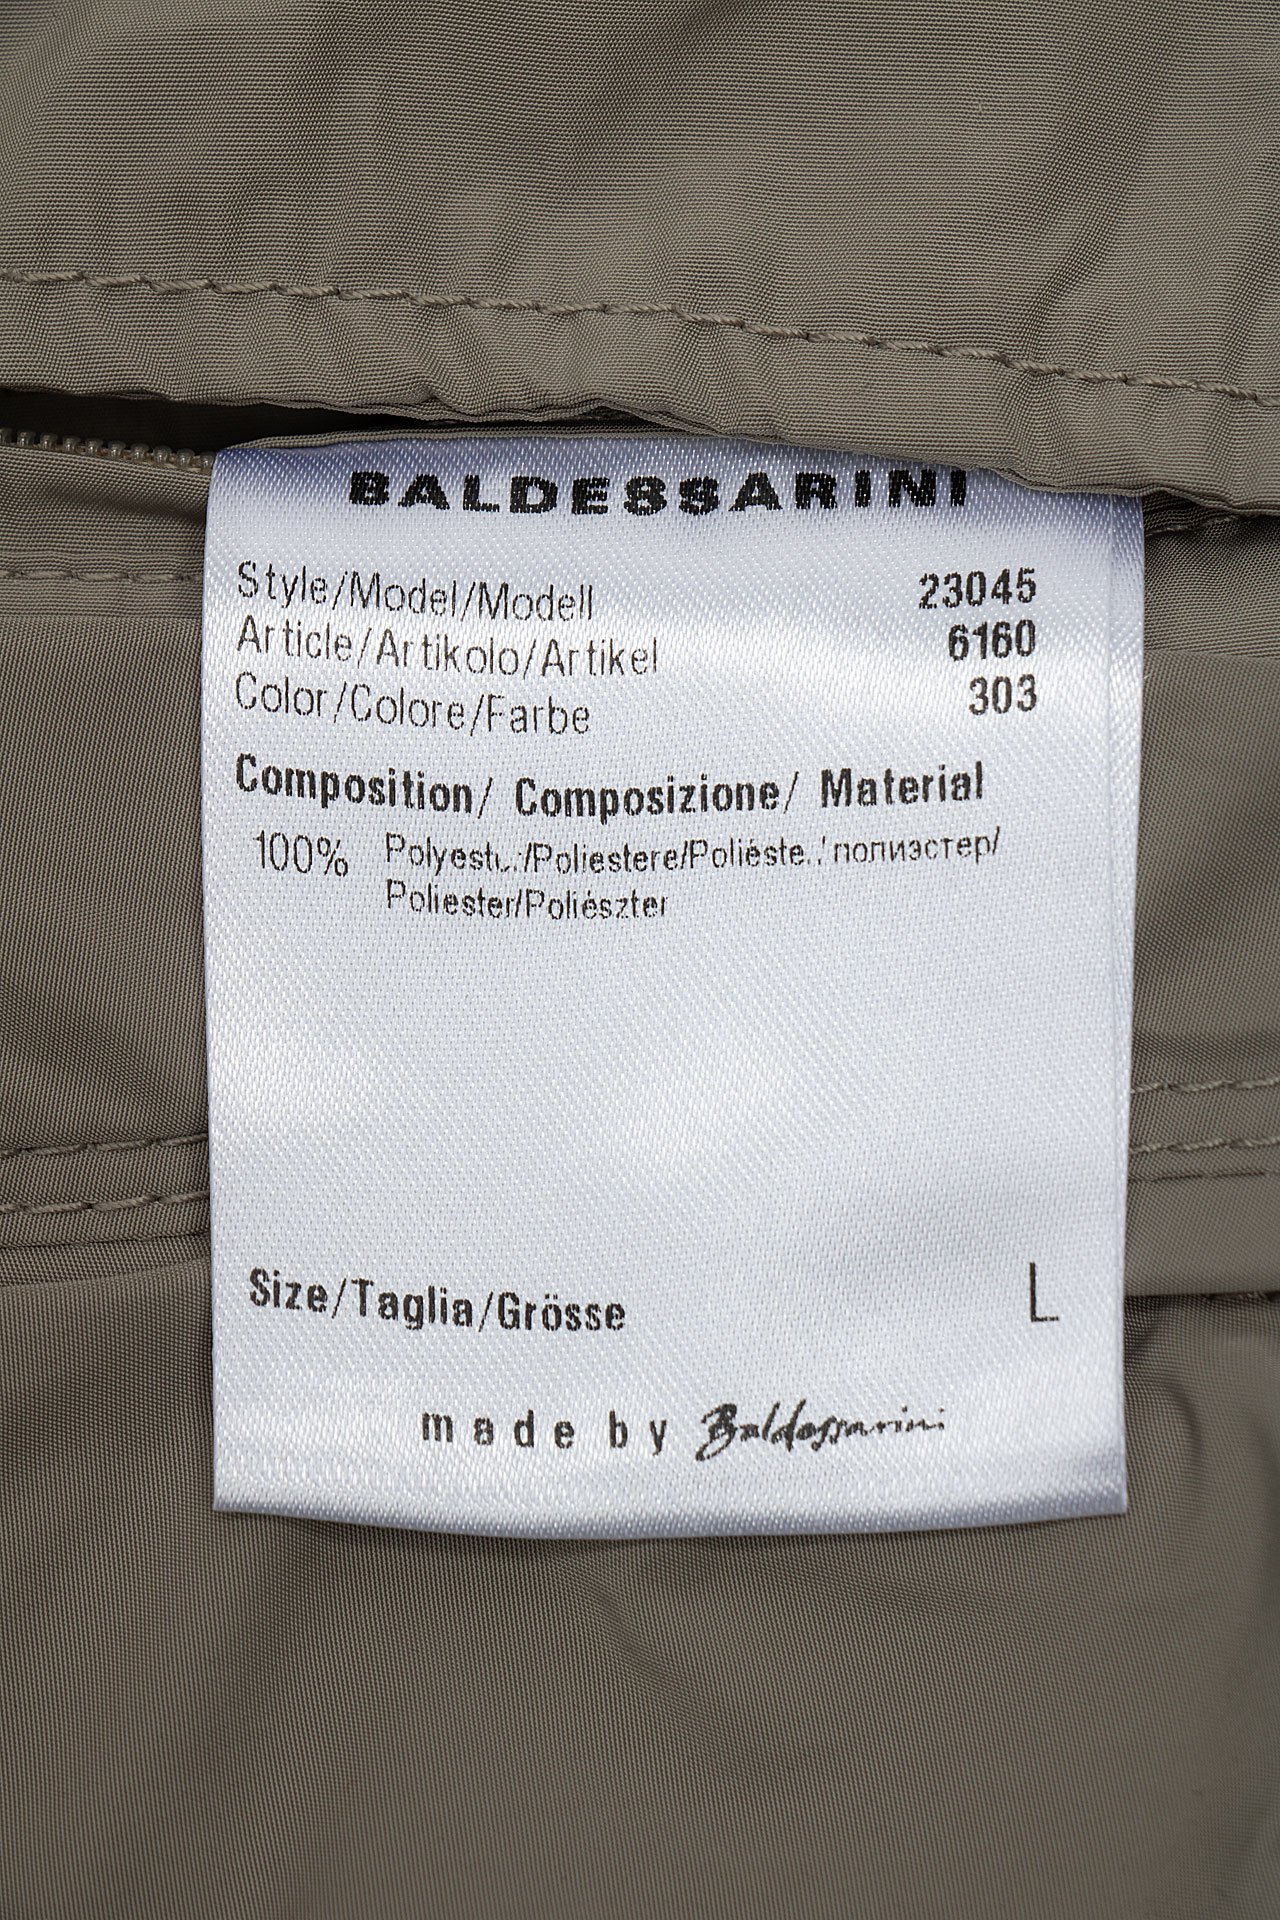 BALDESSARINI
Style/Model/Modell 23045
Article/Artikolo/Artikel 6160
Color/Colore/Farbe 303
Composition/ Composizione/ Material
100% /Poliestere/ полиэстер/
Poliester/Poliészter
Size/Taglia/Grösse L
made by Baldessarini